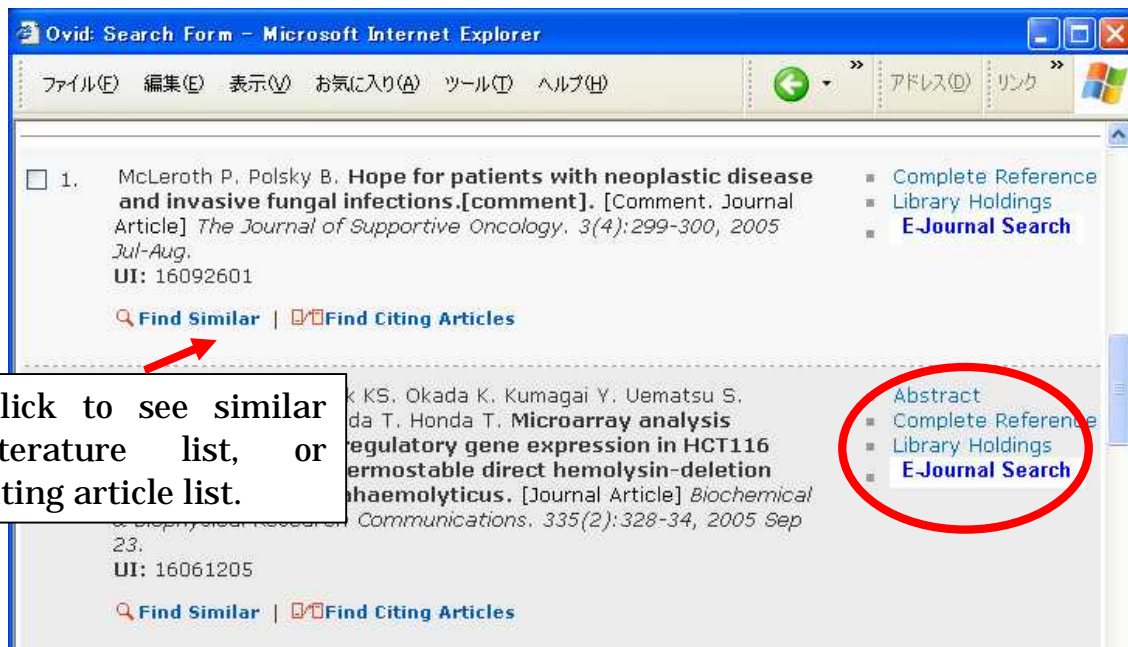 Ovid: Search Form - Microsoft Internet Explorer
ファイル(F) 編集(E) 表示(V) お気に入り(A) ツール(T) ヘルプ(H) » アドレス(D) リンク »
1. McLeroth P. Polsky B. Hope for patients with neoplastic disease
and invasive fungal infections.[comment]. [Comment. Journal
Article] The Journal of Supportive Oncology. 3(4):299-300, 2005
Jul-Aug.
UI: 16092601
Complete Reference
Library Holdings
E-Journal Search
Find Similar | Find Citing Articles
lick to see similar
terature list, or
ting article list.
KS. Okada K. Kumagai Y. Uematsu S.
da T. Honda T. Microarray analysis
regulatory gene expression in HCT116
ermostable direct hemolysin-deletion
ahaemolyticus. [Journal Article] Biochemical
& Biophysical Research Communications. 335(2):328-34, 2005 Sep
23.
UI: 16061205
Abstract
Complete Reference
Library Holdings
E-Journal Search
Find Similar | Find Citing Articles